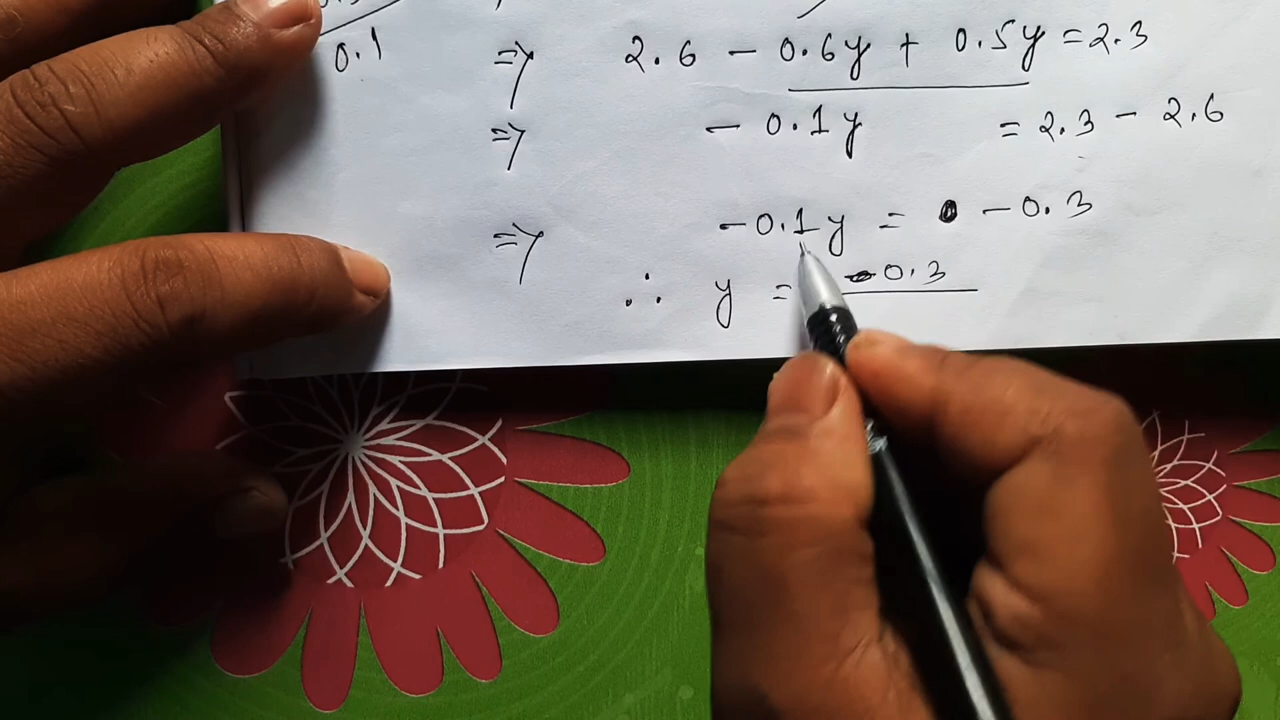 0.1
=> 2.6 - 0.6y + 0.5y = 2.3
=> - 0.1y = 2.3 - 2.6
=> -0.1y = - 0.3
∴ y = 0.3